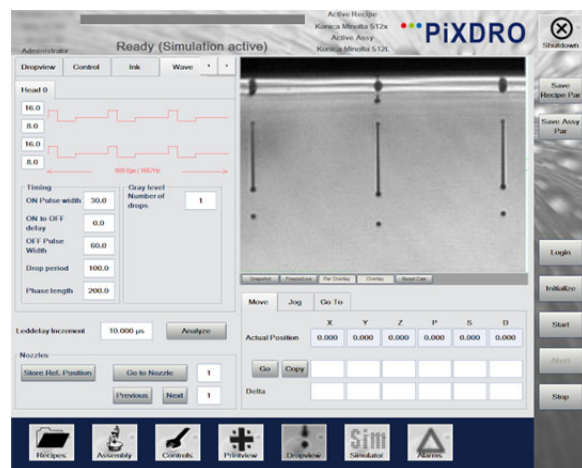 Active Recipe
Konica Minolta 512x
Active Assy
Konica Minolta 512L
PiXDRO
Administrator
Ready (Simulation active)
Shutdown
Dropview Control Ink Wave
Head 0
16.0
8.0
16.0
8.0
Timing
ON Pulse width 30.0
ON to OFF delay 0.0
OFF Pulse Width 60.0
Drop period 100.0
Phase length 200.0
Gray level
Number of drops 1
Leddelay Increment 10.000 µs Analyze
Nozzles
Store Ref. Position Go to Nozzle 1
Previous Next 1
Snapshot Par Overlay Overlay
Move Jog Go To
X Y Z P S D
Actual Position 0.000 0.000 0.000 0.000 0.000 0.000
Go Copy
Delta
Save Recipe Par
Save Assy Par
Login
Initialize
Start
Abort
Stop
Recipes Assembly Controls Printview Dropview Sim Simulator Alarms